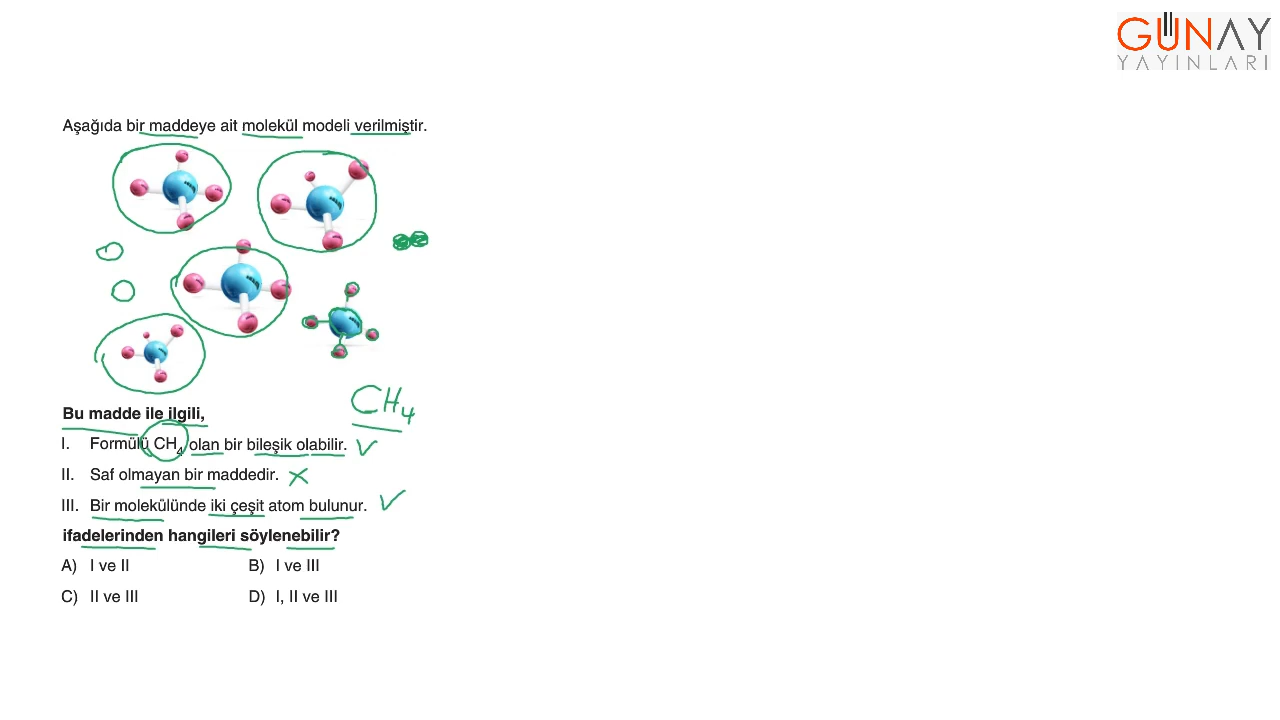 GÜNAY
YAYINLARI
Aşağıda bir maddeye ait molekül modeli verilmiştir.
CH₄
Bu madde ile ilgili,
I. Formülü CH₄ olan bir bileşik olabilir. ✓
II. Saf olmayan bir maddedir. ✗
III. Bir molekülünde iki çeşit atom bulunur. ✓
ifadelerinden hangileri söylenebilir?
A) I ve II B) I ve III
C) II ve III D) I, II ve III